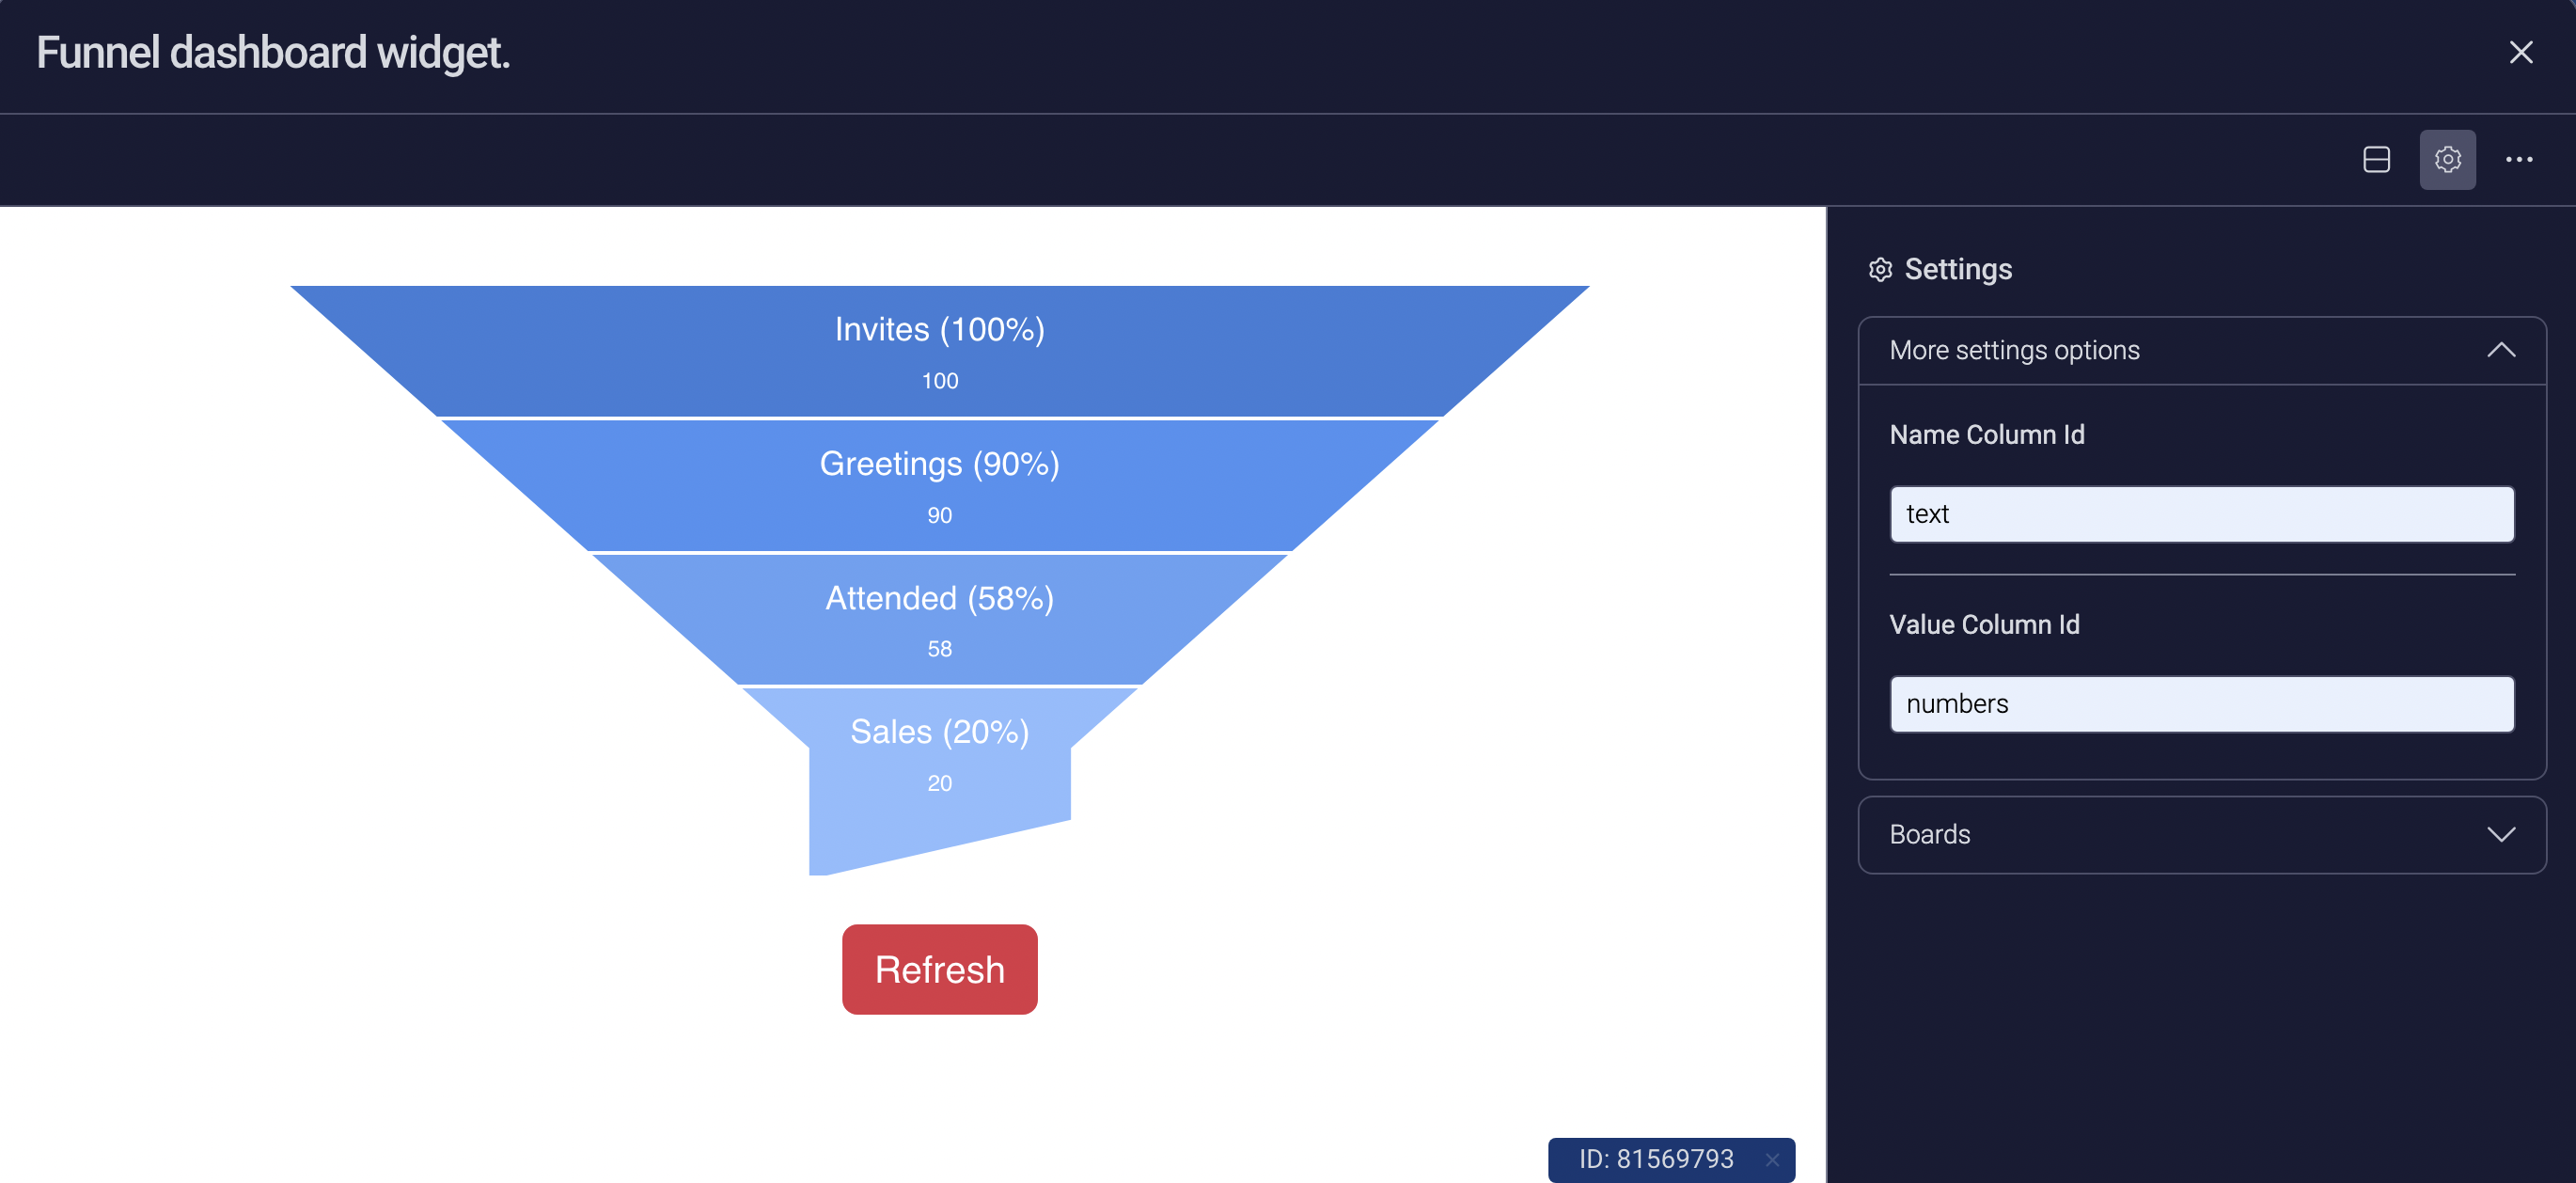 Funnel dashboard widget.
Invites (100%)
100
Greetings (90%)
90
Attended (58%)
58
Sales (20%)
20
Refresh
ID: 81569793
Settings
More settings options
Name Column Id
text
Value Column Id
numbers
Boards